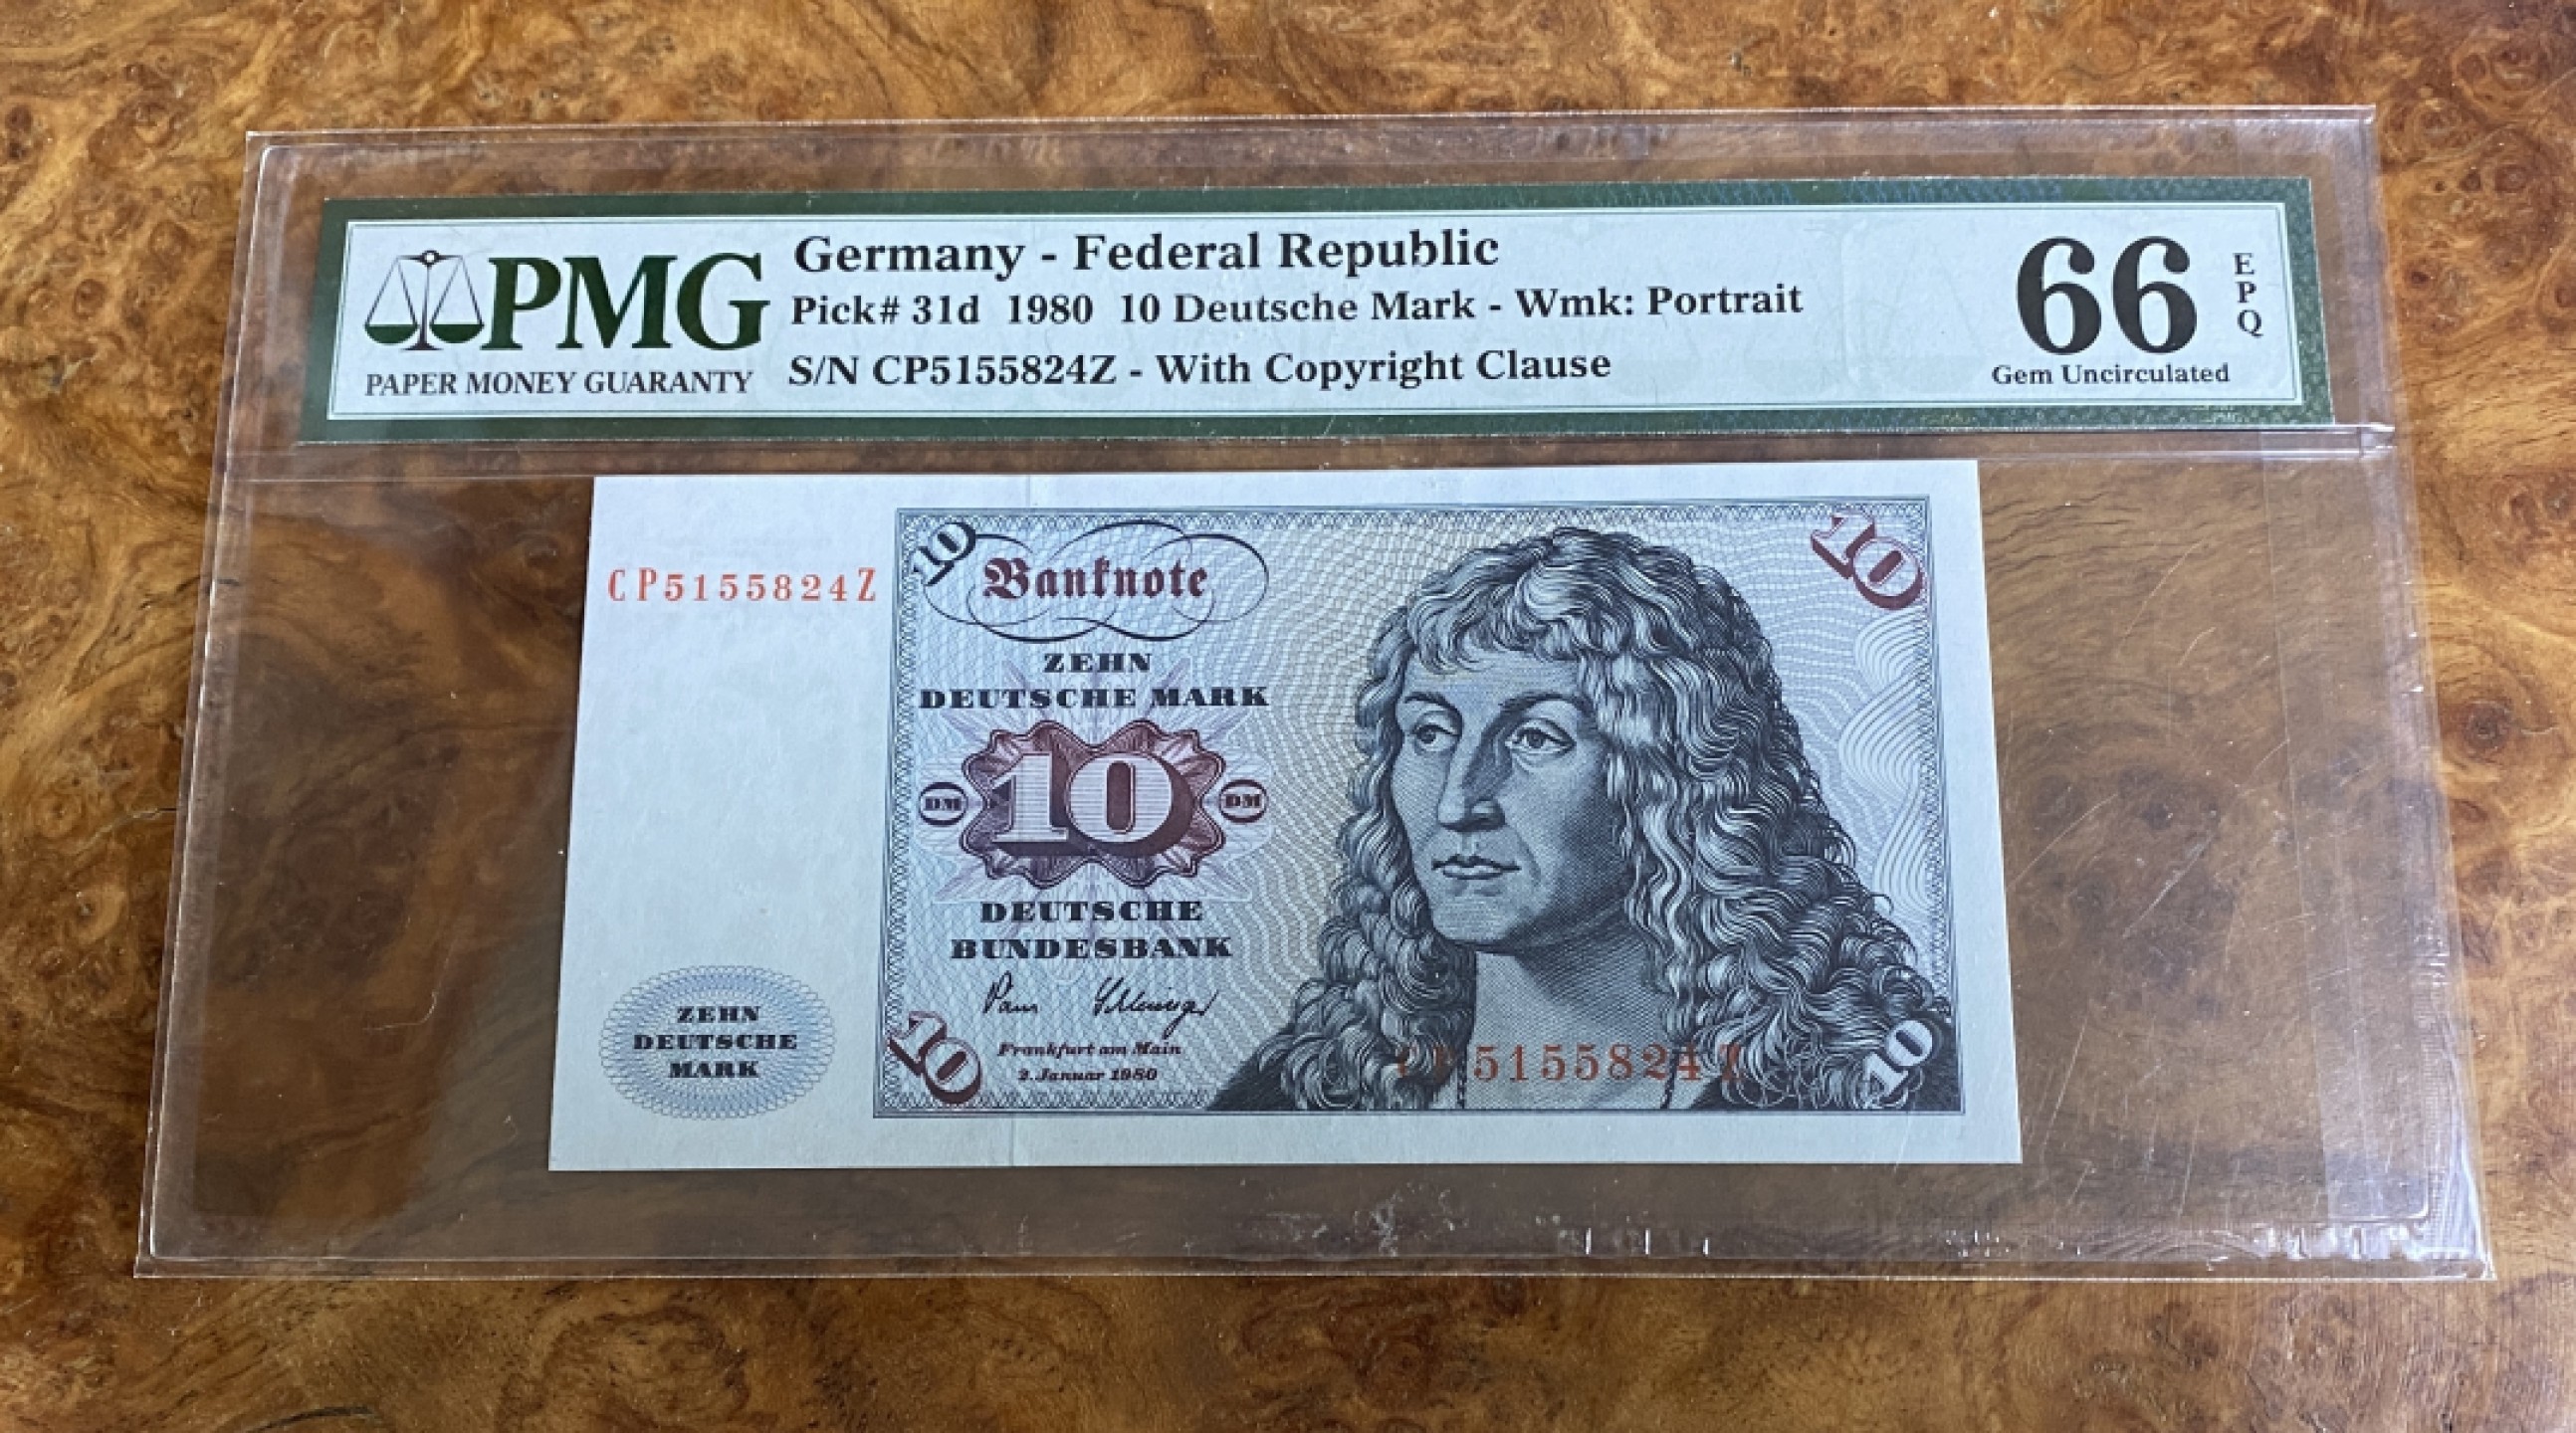 PMG
PAPER MONEY GUARANTY
Germany - Federal Republic
Pick# 31d 1980 10 Deutsche Mark - Wmk: Portrait
S/N CP5155824Z - With Copyright Clause
66
EPQ
Gem Uncirculated
CP5155824Z
10
Banknote
10
ZEHN
DEUTSCHE MARK
DM
10
DM
DEUTSCHE
BUNDESBANK
Frankfurt am Main
2. Januar 1980
10
ZEHN
DEUTSCHE
MARK
CP5155824Z
10